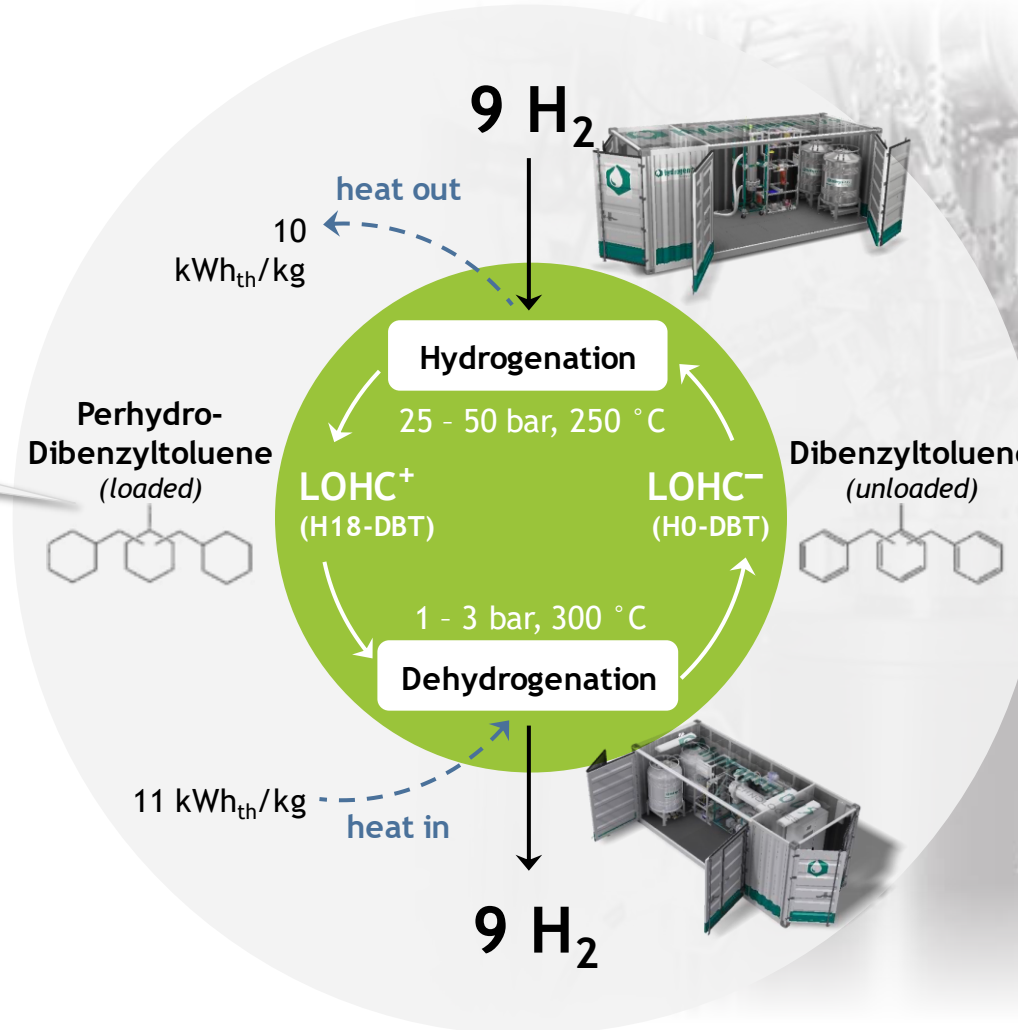 9 H₂
heat out
10
kWhₜₕ/kg
Hydrogenation
25 – 50 bar, 250 °C
Perhydro-
Dibenzyltoluene
(loaded)
LOHC⁺
(H18-DBT)
LOHC⁻
(H0-DBT)
Dibenzyltoluene
(unloaded)
1 – 3 bar, 300 °C
Dehydrogenation
11 kWhₜₕ/kg
heat in
9 H₂